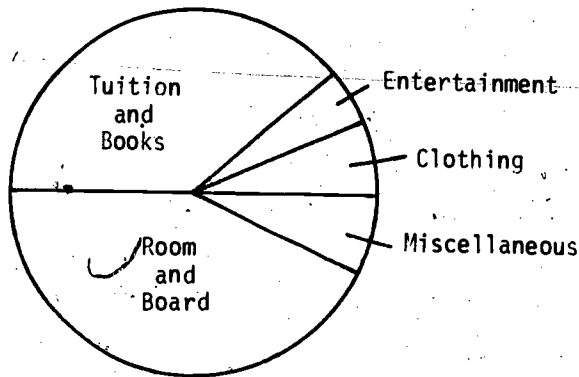 Tuition
and
Books
Entertainment
Clothing
Miscellaneous
Room
and
Board